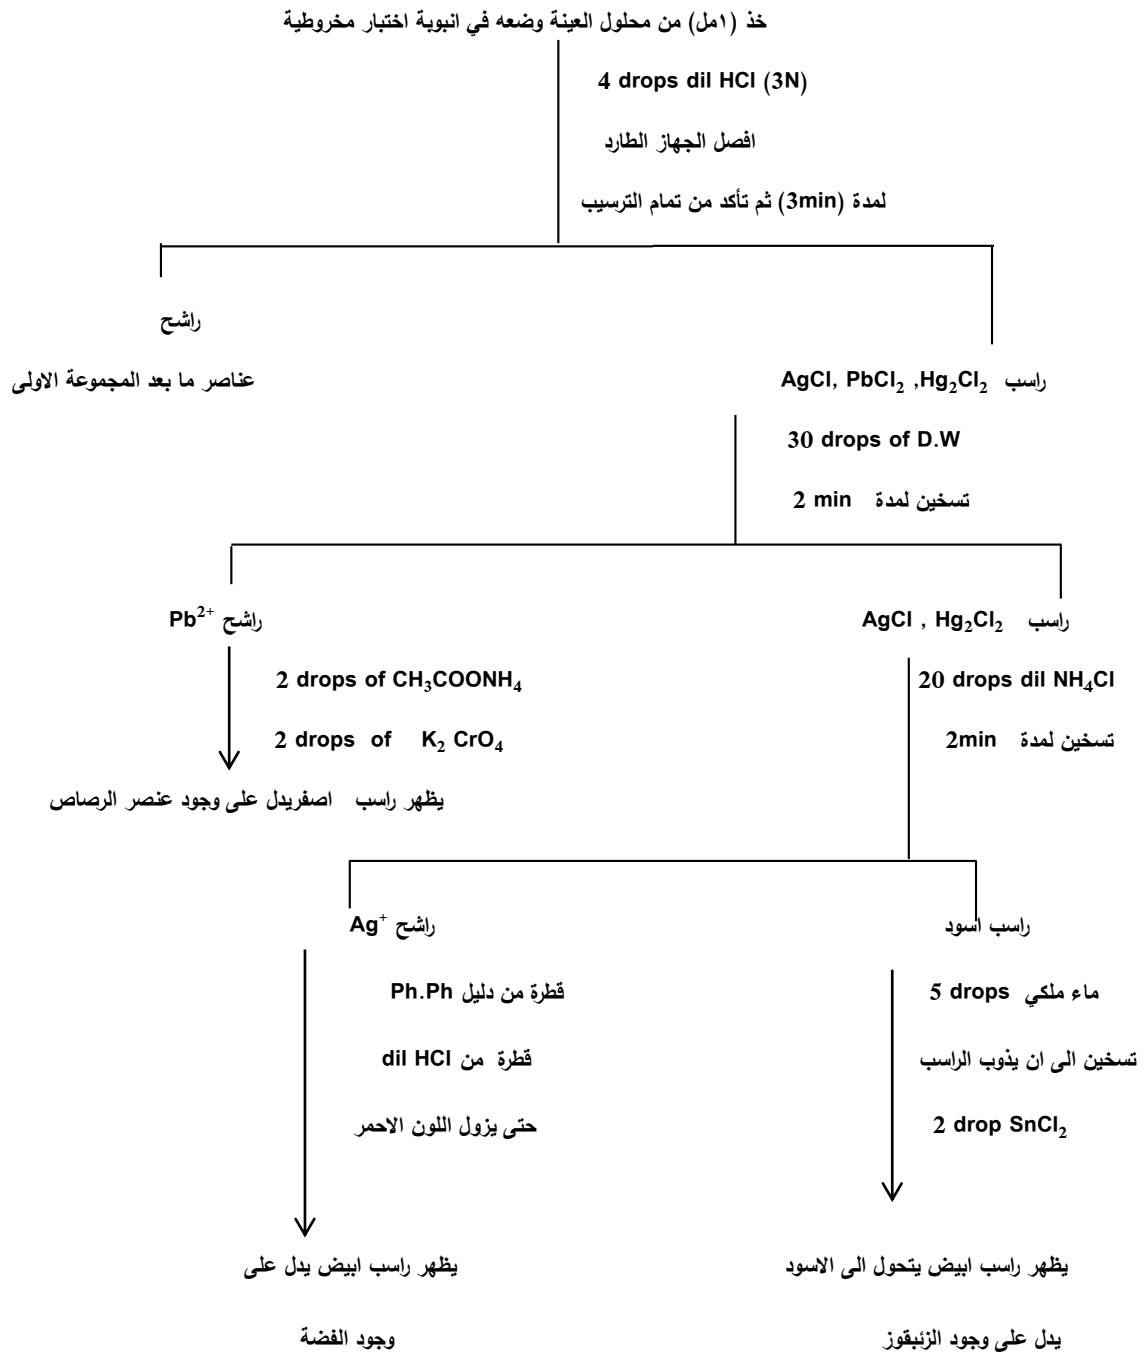 خذ (١مل) من محلول العينة وضعه في انبوبة اختبار مخروطية
4 drops dil HCl (3N)
افصل الجهاز الطارد
لمدة (3min) ثم تأكد من تمام الترسيب
راشح
عناصر ما بعد المجموعة الاولى
راسب AgCl, PbCl₂ ,Hg₂Cl₂
30 drops of D.W
تسخين لمدة 2 min
راشح Pb²⁺
2 drops of CH₃COONH₄
2 drops of K₂ CrO₄
يظهر راسب اصفريدل على وجود عنصر الرصاص
راسب AgCl , Hg₂Cl₂
20 drops dil NH₄Cl
تسخين لمدة 2min
راشح Ag⁺
قطرة من دليل Ph.Ph
قطرة من dil HCl
حتى يزول اللون الاحمر
يظهر راسب ابيض يدل على
وجود الفضة
راسب اسود
ماء ملكي 5 drops
تسخين الى ان يذوب الراسب
2 drop SnCl₂
يظهر راسب ابيض يتحول الى الاسود
يدل على وجود الزئبقوز